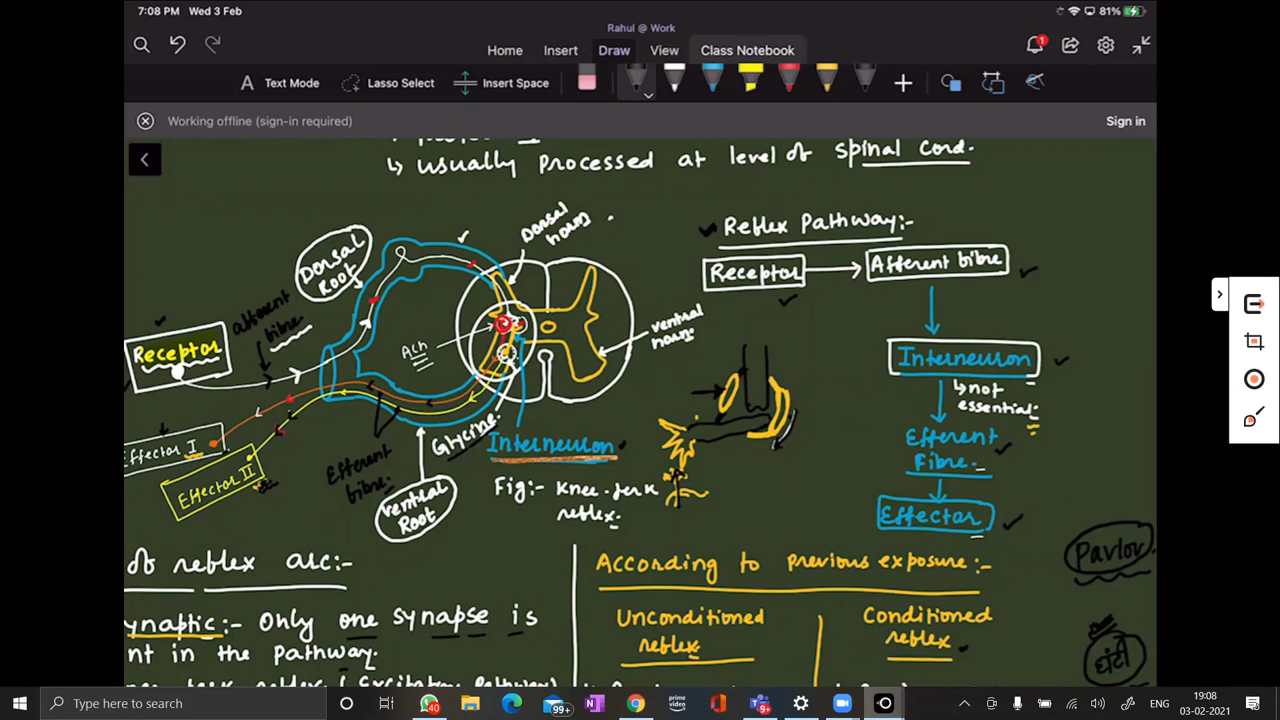 7:08 PM Wed 3 Feb
81%
Rahul @ Work
Home Insert Draw View Class Notebook
1
Text Mode Lasso Select Insert Space
Working offline (sign-in required) Sign in
↳ usually processed at level of spinal cord.
Dorsal Root
Dorsal horn
ventral horn
Receptor
afferent fibre
Ach
Effector I
Effector II
Efferent fibre
Glycine
ventral Root
Interneuron
Fig:- Knee-jerk
reflex.
Reflex Pathway:-
Receptor → Afferent fibre
Interneuron
↳ not
essential
Efferent
Fibre
Effector
Pavlov
घंटी
of reflex arc:-
ynaptic:- Only one synapse is
nt in the pathway.
According to previous exposure:-
Unconditioned
reflex
Conditioned
reflex
Type here to search
40
99+
9+
19:08
03-02-2021